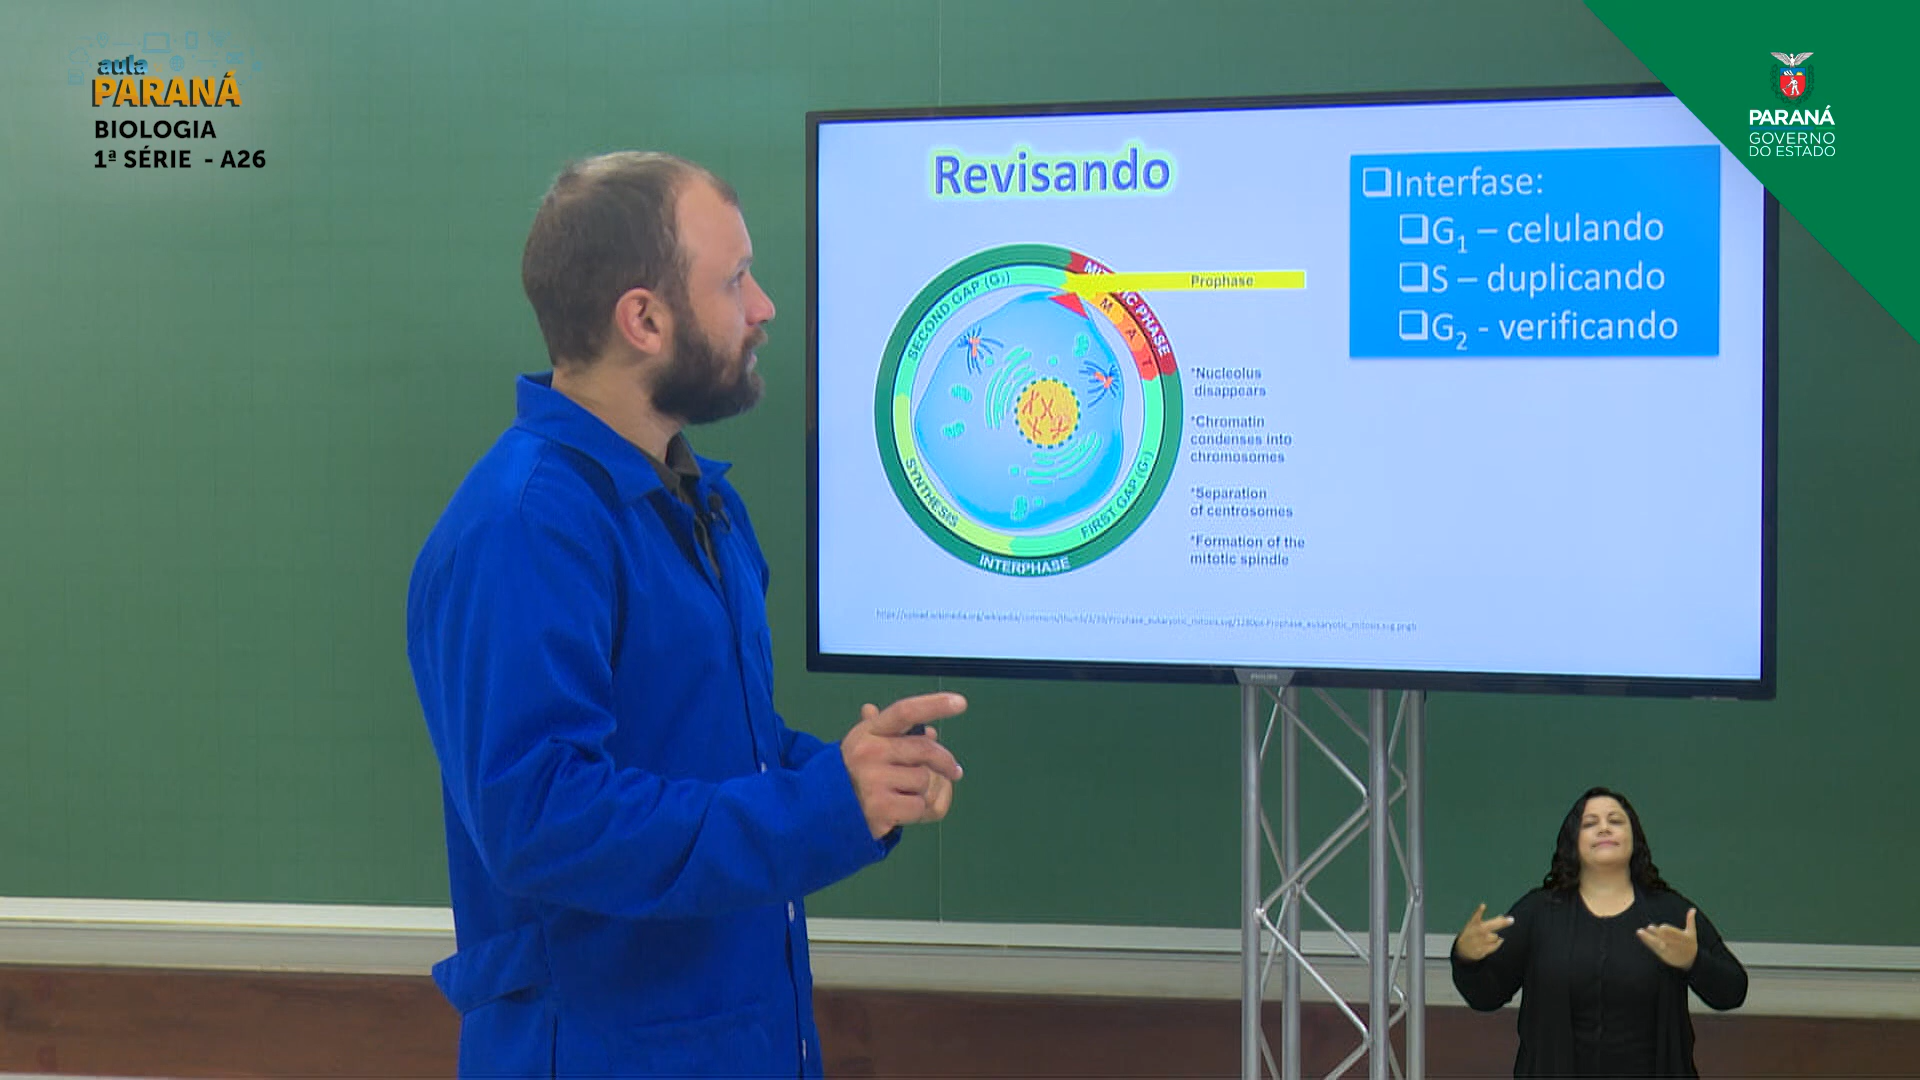 aula
PARANÁ
BIOLOGIA
1ª SÉRIE - A26
PARANÁ
GOVERNO
DO ESTADO
Revisando
❑Interfase:
❑G₁ – celulando
❑S – duplicando
❑G₂ - verificando
Prophase
SECOND GAP (G₂)
M A T
SYNTHESIS
FIRST GAP (G₁)
INTERPHASE
*Nucleolus
disappears
*Chromatin
condenses into
chromosomes
*Separation
of centrosomes
*Formation of the
mitotic spindle
PHILIPS